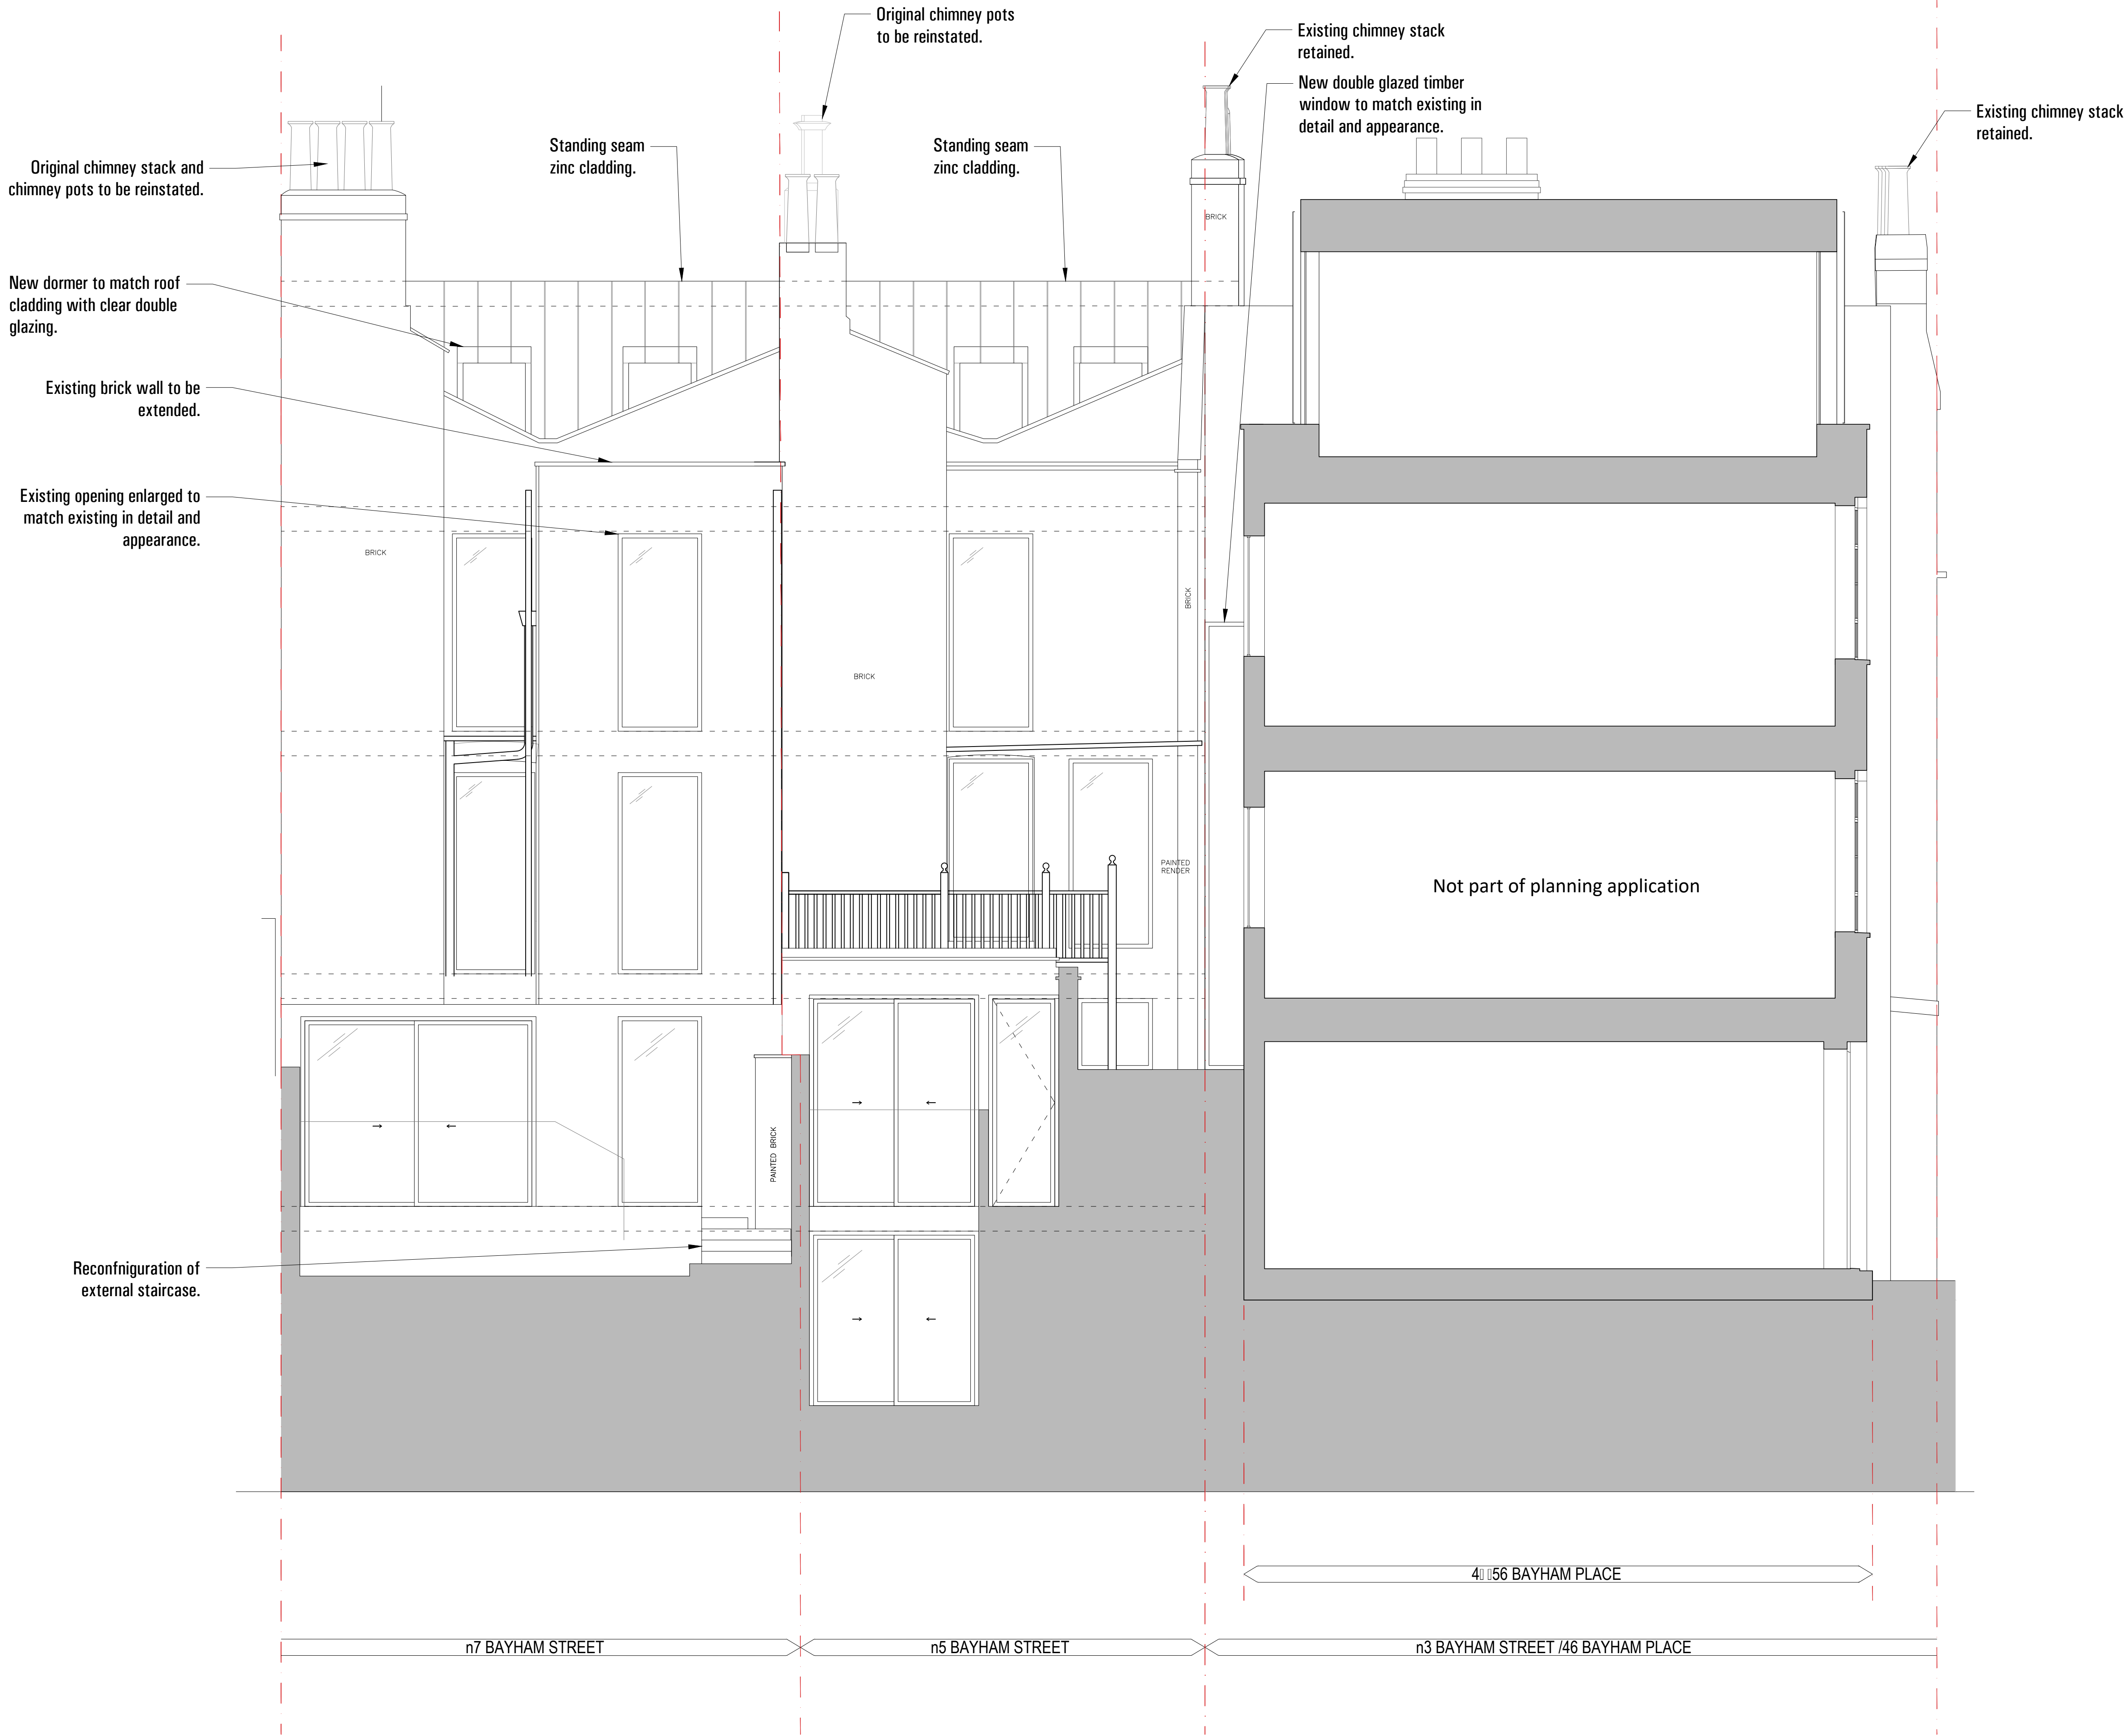 Original chimney pots
to be reinstated.
Existing chimney stack
retained.
New double glazed timber
window to match existing in
detail and appearance.
Existing chimney stack
retained.
Original chimney stack and
chimney pots to be reinstated.
Standing seam
zinc cladding.
Standing seam
zinc cladding.
BRICK
New dormer to match roof
cladding with clear double
glazing.
Existing brick wall to be
extended.
Existing opening enlarged to
match existing in detail and
appearance.
BRICK
BRICK
BRICK
PAINTED
RENDER
Not part of planning application
PAINTED BRICK
Reconfniguration of
external staircase.
BAYHAM PLACE
n7 BAYHAM STREET
n5 BAYHAM STREET
n3 BAYHAM STREET /46 BAYHAM PLACE